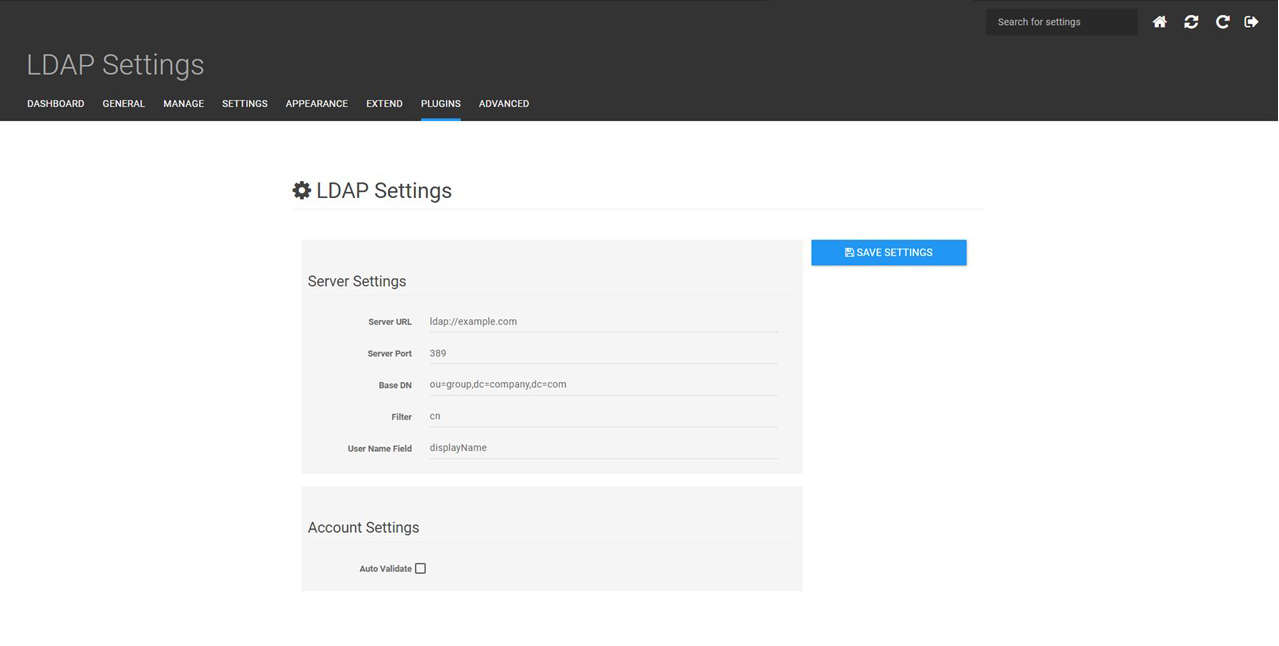 Search for settings
LDAP Settings
DASHBOARD GENERAL MANAGE SETTINGS APPEARANCE EXTEND PLUGINS ADVANCED
LDAP Settings
SAVE SETTINGS
Server Settings
Server URL ldap://example.com
Server Port 389
Base DN ou=group,dc=company,dc=com
Filter cn
User Name Field displayName
Account Settings
Auto Validate